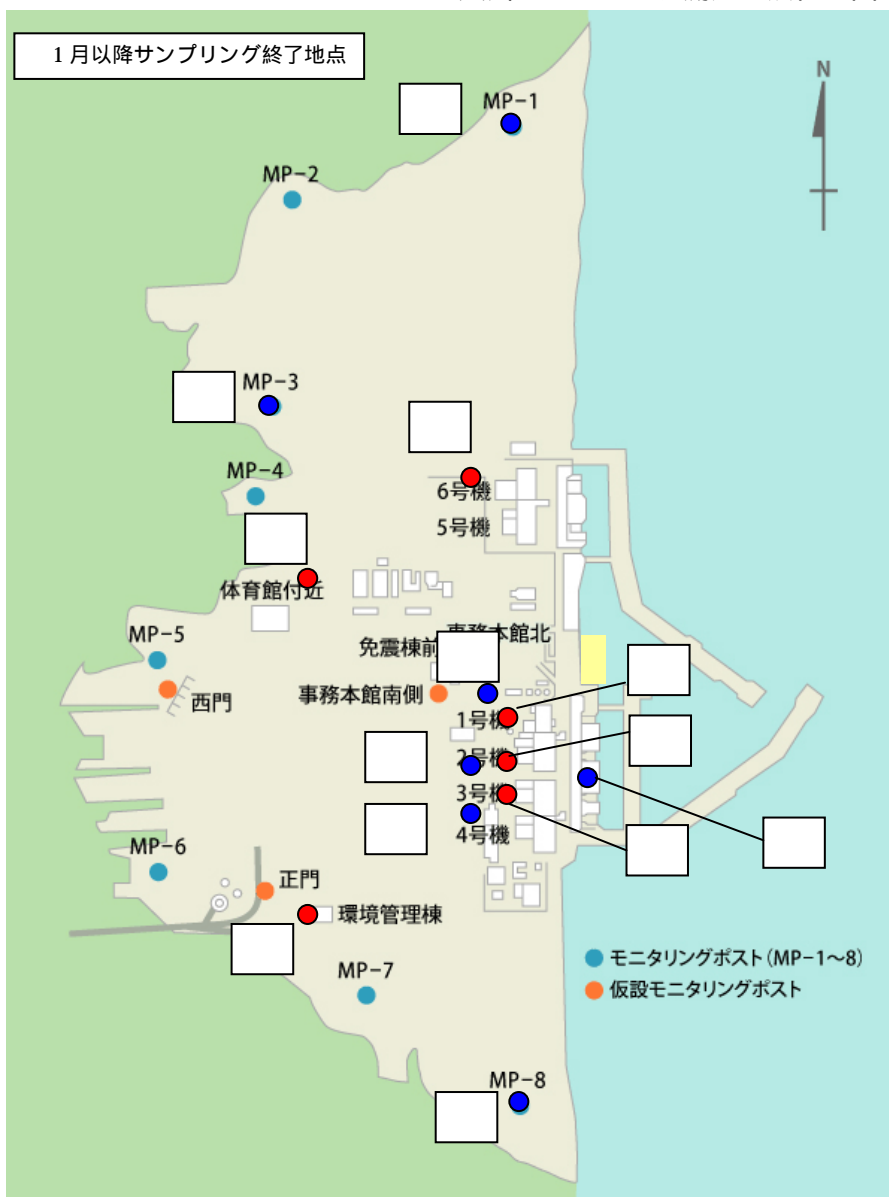 1月以降サンプリング終了地点
N
MP-1
MP-2
MP-3
MP-4
6号機
5号機
体育館付近
MP-5
免震棟前
事務本館北
西門
事務本館南側
1号機
2号機
3号機
4号機
MP-6
正門
環境管理棟
MP-7
モニタリングポスト(MP-1～8)
仮設モニタリングポスト
MP-8